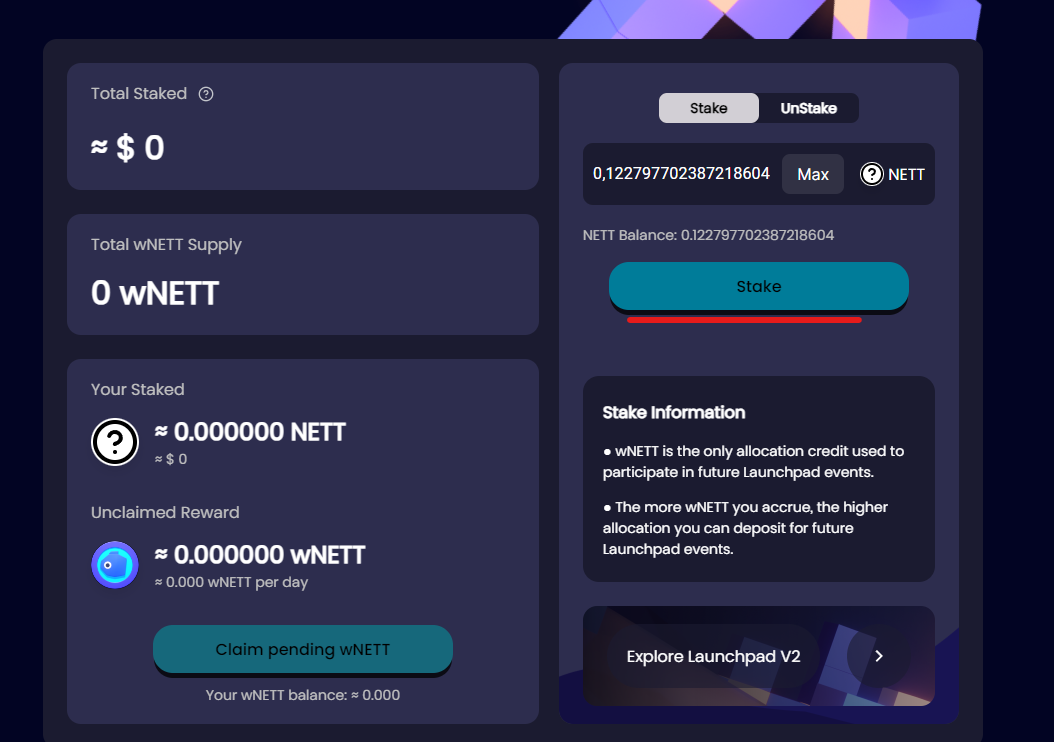 Total Staked ?
≈ $ 0
Total wNETT Supply
0 wNETT
Your Staked
?
≈ 0.000000 NETT
≈ $ 0
Unclaimed Reward
≈ 0.000000 wNETT
≈ 0.000 wNETT per day
Claim pending wNETT
Your wNETT balance: ≈ 0.000
Stake UnStake
0,122797702387218604 Max ? NETT
NETT Balance: 0.122797702387218604
Stake
Stake Information
● wNETT is the only allocation credit used to
participate in future Launchpad events.
● The more wNETT you accrue, the higher
allocation you can deposit for future
Launchpad events.
Explore Launchpad V2